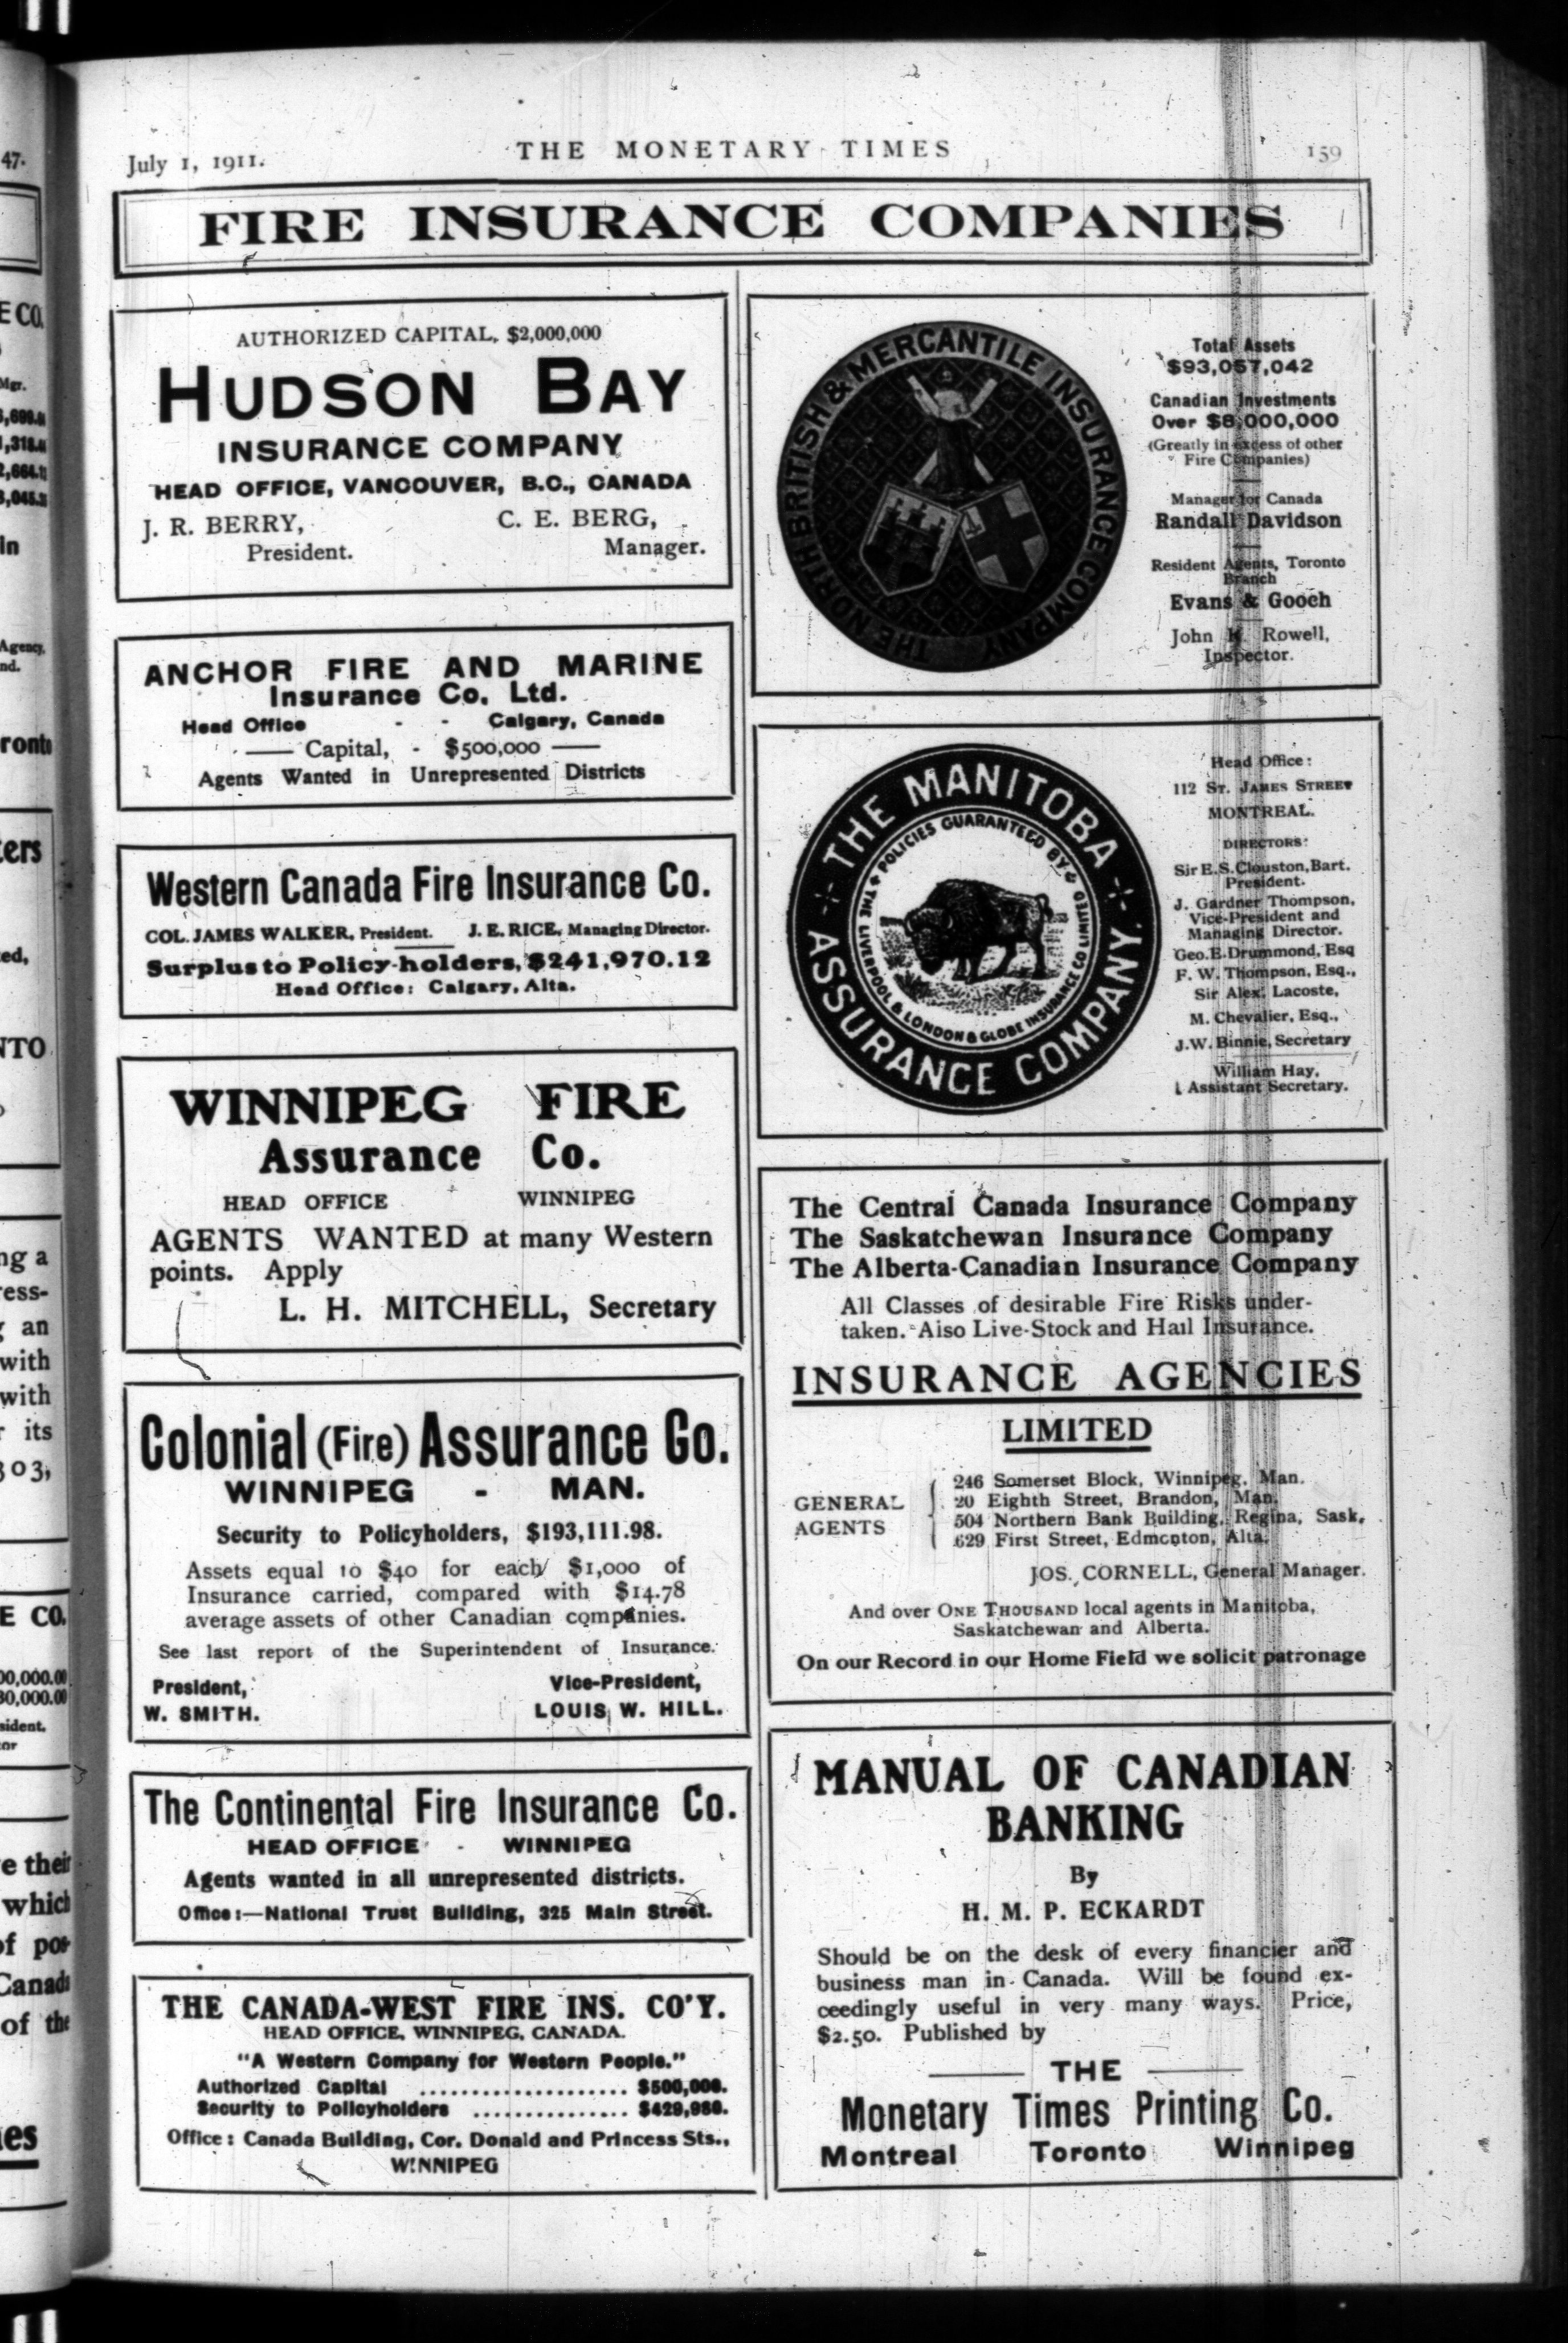 July 1, 1911.
THE MONETARY TIMES
159
FIRE INSURANCE COMPANIES
AUTHORIZED CAPITAL, $2,000,000
HUDSON BAY
INSURANCE COMPANY
HEAD OFFICE, VANCOUVER, B.C., CANADA
J. R. BERRY,
President.
C. E. BERG,
Manager.
ANCHOR FIRE AND MARINE
Insurance Co. Ltd.
Head Office - - Calgary, Canada
Capital, - $500,000
Agents Wanted in Unrepresented Districts
Western Canada Fire Insurance Co.
COL. JAMES WALKER, President. J. E. RICE, Managing Director.
Surplus to Policy-holders, $241,970.12
Head Office: Calgary, Alta.
WINNIPEG FIRE
Assurance Co.
HEAD OFFICE WINNIPEG
AGENTS WANTED at many Western
points. Apply
L. H. MITCHELL, Secretary
Colonial (Fire) Assurance Co.
WINNIPEG - MAN.
Security to Policyholders, $193,111.98.
Assets equal to $40 for each $1,000 of
Insurance carried, compared with $14.78
average assets of other Canadian companies.
See last report of the Superintendent of Insurance.
President,
W. SMITH.
Vice-President,
LOUIS W. HILL.
The Continental Fire Insurance Co.
HEAD OFFICE - WINNIPEG
Agents wanted in all unrepresented districts.
Office:—National Trust Building, 325 Main Street.
THE CANADA-WEST FIRE INS. CO'Y.
HEAD OFFICE, WINNIPEG, CANADA.
"A Western Company for Western People."
Authorized Capital .................... $500,000.
Security to Policyholders ...............
Office: Canada Building, Cor. Donald and Princess Sts.,
WINNIPEG
THE NORTH BRITISH & MERCANTILE INSURANCE COMPANY
Total Assets
$93,057,042
Canadian Investments
Over $8,000,000
(Greatly in excess of other
Fire Companies)
Manager for Canada
Randall Davidson
Resident Agents, Toronto
Branch
Evans & Gooch
John H. Rowell,
Inspector.
THE MANITOBA
ASSURANCE COMPANY.
POLICIES GUARANTEED BY
THE LIVERPOOL & LONDON & GLOBE INSURANCE CO LIMITED
Head Office:
112 ST. JAMES STREET
MONTREAL.
DIRECTORS:
Sir E.S. Clouston, Bart.
President.
J. Gardner Thompson,
Vice-President and
Managing Director.
Geo. E. Drummond, Esq
F. W. Thompson, Esq.,
Sir Alex. Lacoste,
M. Chevalier, Esq.,
J.W. Binnie, Secretary
William Hay,
Assistant Secretary.
The Central Canada Insurance Company
The Saskatchewan Insurance Company
The Alberta-Canadian Insurance Company
All Classes of desirable Fire Risks under-
taken. Also Live-Stock and Hail Insurance.
INSURANCE AGENCIES
LIMITED
GENERAL
AGENTS
246 Somerset Block, Winnipeg, Man.
20 Eighth Street, Brandon, Man.
504 Northern Bank Building, Regina, Sask.
629 First Street, Edmonton, Alta.
JOS. CORNELL, General Manager.
And over ONE THOUSAND local agents in Manitoba,
Saskatchewan and Alberta.
On our Record in our Home Field we solicit patronage
MANUAL OF CANADIAN
BANKING
By
H. M. P. ECKARDT
Should be on the desk of every financier and
business man in Canada. Will be found ex-
ceedingly useful in very many ways. Price,
$2.50. Published by
THE
Monetary Times Printing Co.
Montreal Toronto Winnipeg